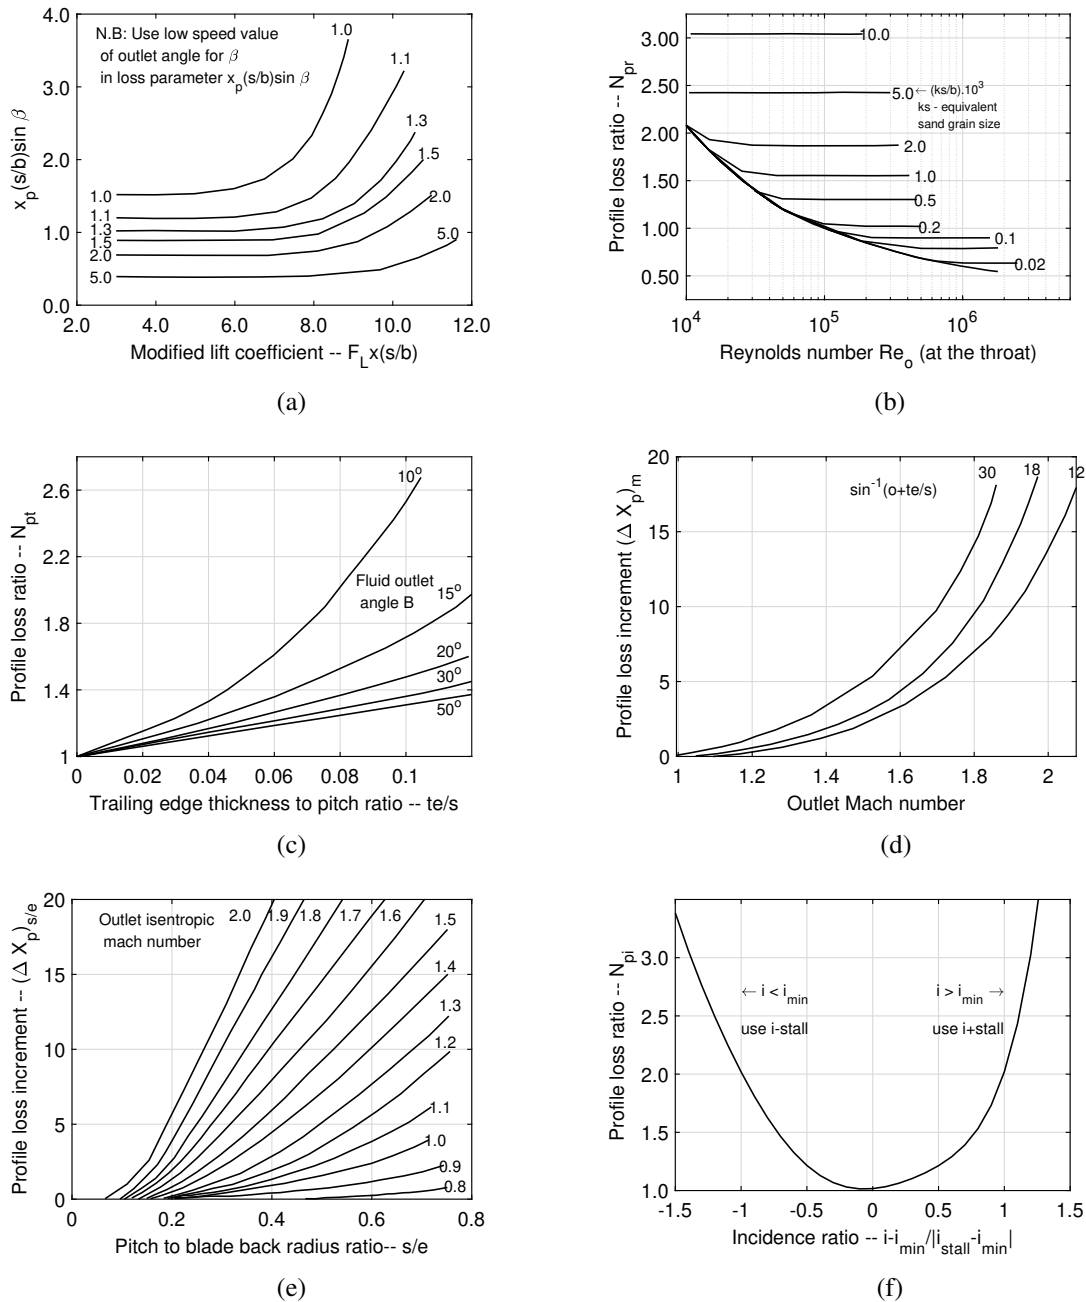 4.0
3.0
2.0
1.0
0.0
x_p(s/b)sin β
N.B: Use low speed value
of outlet angle for β
in loss parameter x_p(s/b)sin β
1.0
1.1
1.3
1.5
2.0
5.0
1.0
1.1
1.3
1.5
2.0
5.0
2.0 4.0 6.0 8.0 10.0 12.0
Modified lift coefficient -- F_L x(s/b)
(a)
3.00
2.50
2.00
1.50
1.00
0.50
Profile loss ratio -- N_pr
10.0
5.0 ← (ks/b).10³
ks - equivalent
sand grain size
2.0
1.0
0.5
0.2
0.1
0.02
10⁴ 10⁵ 10⁶
Reynolds number Re_o (at the throat)
(b)
2.6
2.2
1.8
1.4
1
Profile loss ratio -- N_pt
10°
Fluid outlet
angle B
15°
20°
30°
50°
0 0.02 0.04 0.06 0.08 0.1
Trailing edge thickness to pitch ratio -- te/s
(c)
20
15
10
5
0
Profile loss increment (Δ X_p)_m
sin⁻¹(o+te/s)
30 18 12
1 1.2 1.4 1.6 1.8 2
Outlet Mach number
(d)
20
15
10
5
0
Profile loss increment -- (Δ X_p)_s/e
Outlet isentropic
mach number
2.0 1.9 1.8 1.7 1.6 1.5
1.4
1.3
1.2
1.1
1.0
0.9
0.8
0 0.2 0.4 0.6 0.8
Pitch to blade back radius ratio-- s/e
(e)
3.0
2.5
2.0
1.5
1.0
Profile loss ratio -- N_pi
← i < i_min
use i-stall
i > i_min →
use i+stall
-1.5 -1 -0.5 0 0.5 1 1.5
Incidence ratio -- i-i_min/|i_stall-i_min|
(f)